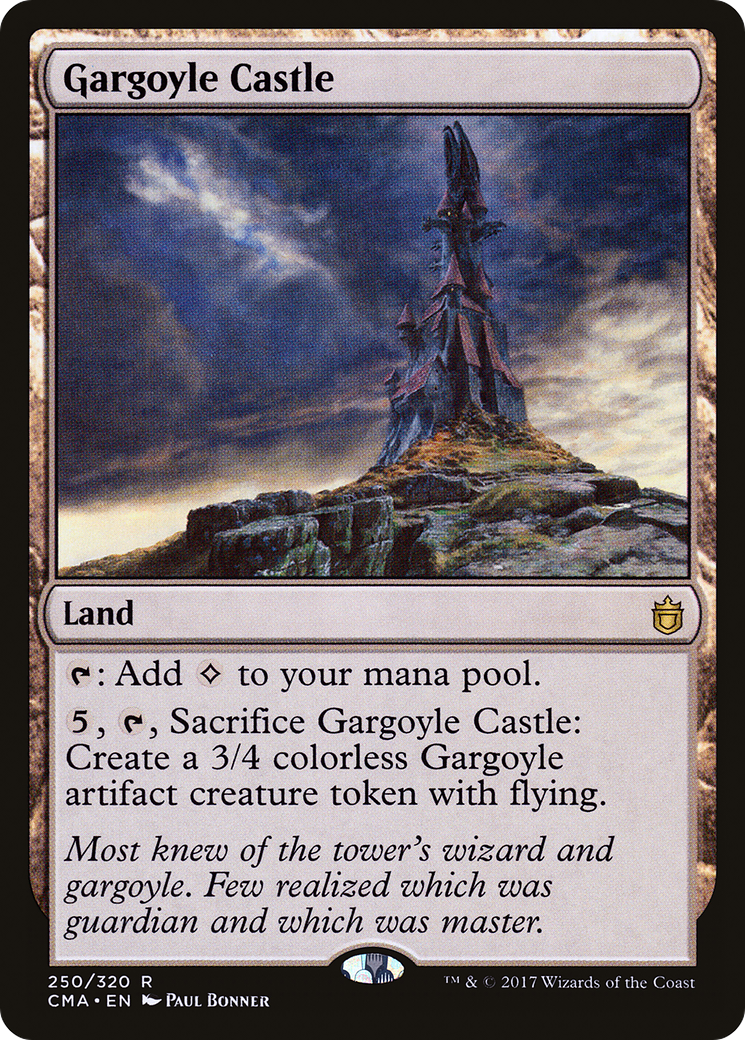 Gargoyle Castle
Land
: Add to your mana pool.
5, , Sacrifice Gargoyle Castle:
Create a 3/4 colorless Gargoyle
artifact creature token with flying.
Most knew of the tower's wizard and
gargoyle. Few realized which was
guardian and which was master.
250/320 R
CMA • EN Paul Bonner
™ & © 2017 Wizards of the Coast